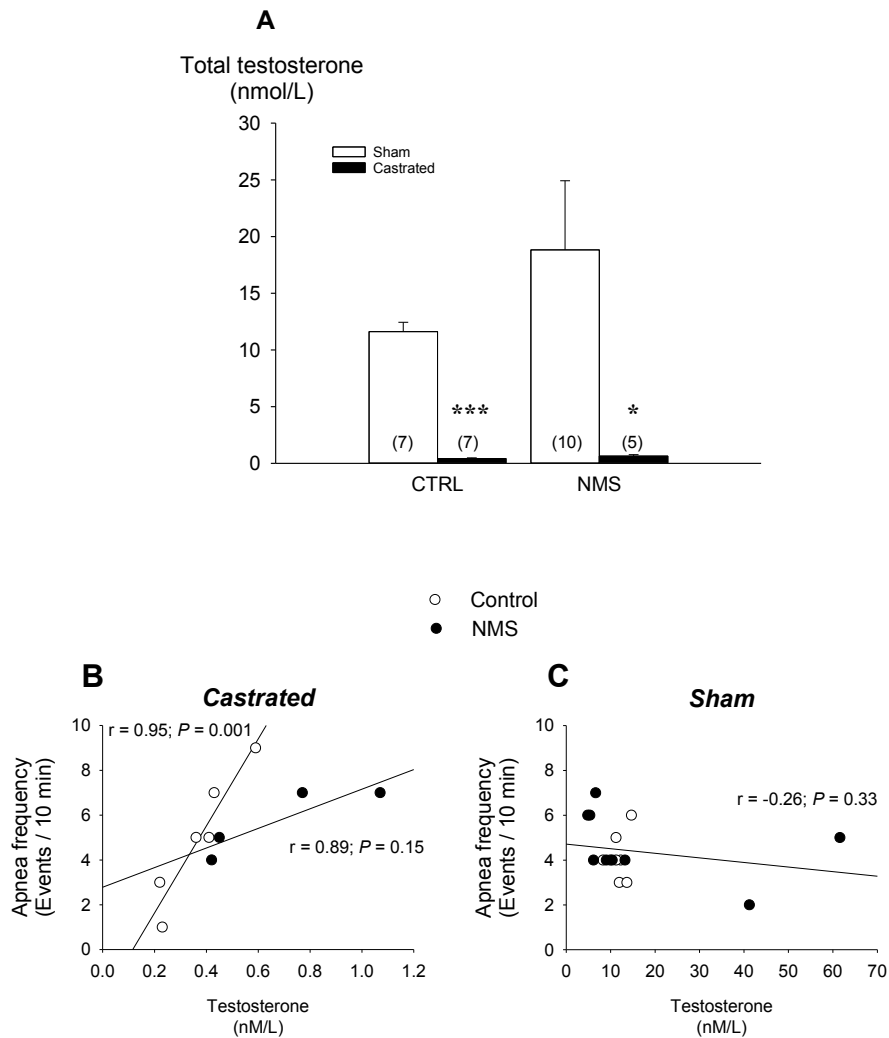 A
Total testosterone
(nmol/L)
30
25
20
15
10
5
0
Sham
Castrated
***
*
(7)
(7)
(10)
(5)
CTRL
NMS
Control
NMS
B
Castrated
r = 0.95; P = 0.001
r = 0.89; P = 0.15
Apnea frequency
(Events / 10 min)
10
8
6
4
2
0
0.0
0.2
0.4
0.6
0.8
1.0
1.2
Testosterone
(nM/L)
C
Sham
r = -0.26; P = 0.33
Apnea frequency
(Events / 10 min)
10
8
6
4
2
0
0
10
20
30
40
50
60
70
Testosterone
(nM/L)